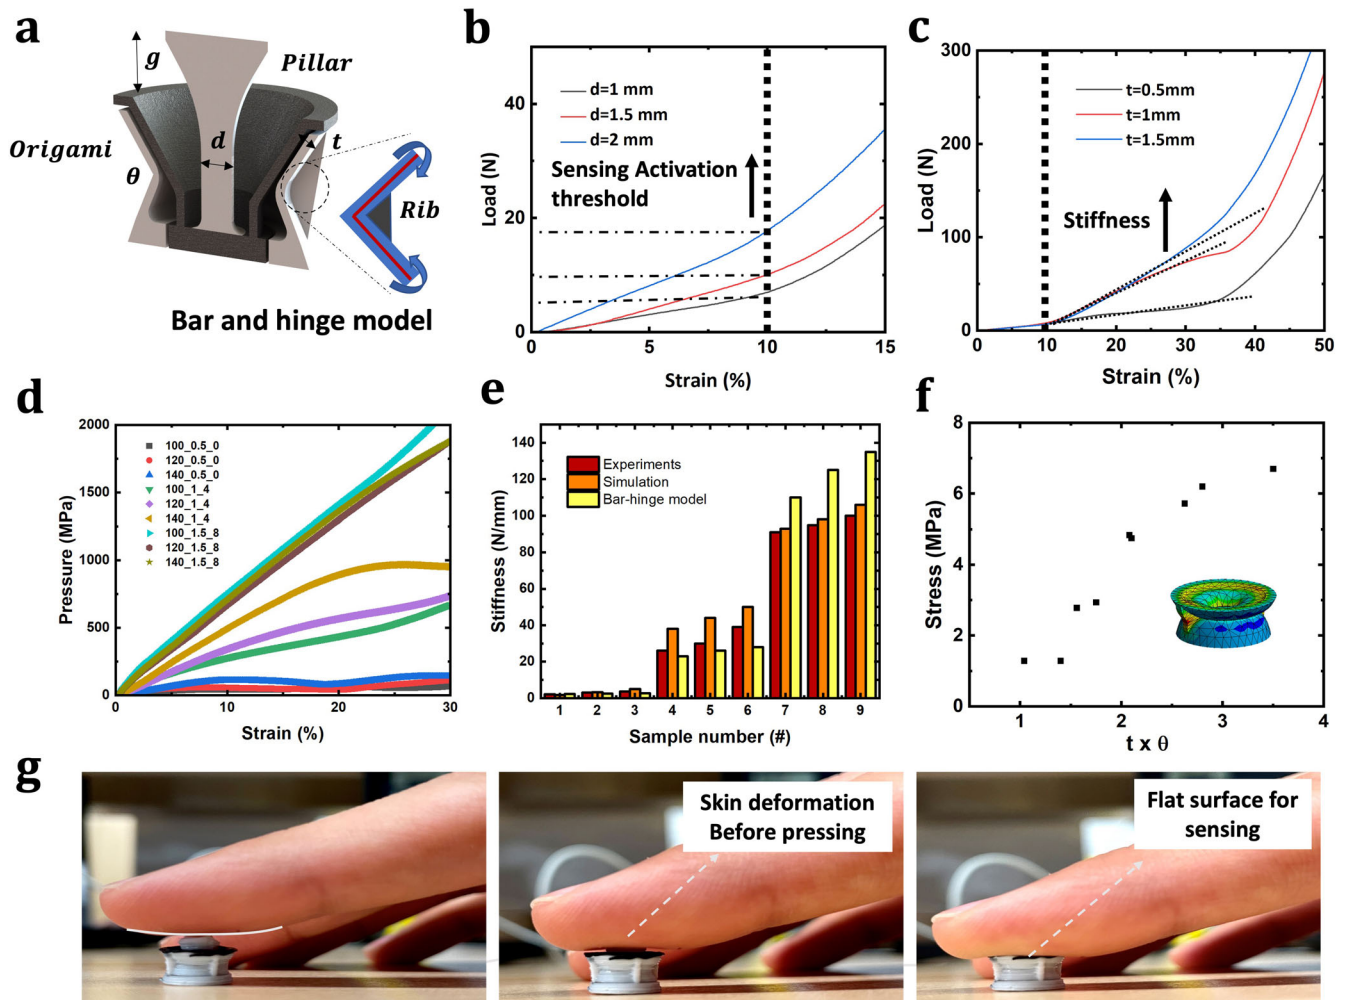 a
g
Pillar
Origami
d
t
θ
Rib
Bar and hinge model
b
40
20
0
Load (N)
d=1 mm
d=1.5 mm
d=2 mm
Sensing Activation
threshold
0
5
10
15
Strain (%)
c
300
250
200
150
100
50
0
Load (N)
t=0.5mm
t=1mm
t=1.5mm
Stiffness
0
10
20
30
40
50
Strain (%)
d
2000
1500
1000
500
0
Pressure (MPa)
100_0.5_0
120_0.5_0
140_0.5_0
100_1_4
120_1_4
140_1_4
100_1.5_8
120_1.5_8
140_1.5_8
0
10
20
30
Strain (%)
e
140
120
100
80
60
40
20
0
Stiffness (N/mm)
Experiments
Simulation
Bar-hinge model
1
2
3
4
5
6
7
8
9
Sample number (#)
f
8
6
4
2
0
Stress (MPa)
1
2
3
4
t x θ
g
Skin deformation
Before pressing
Flat surface for
sensing